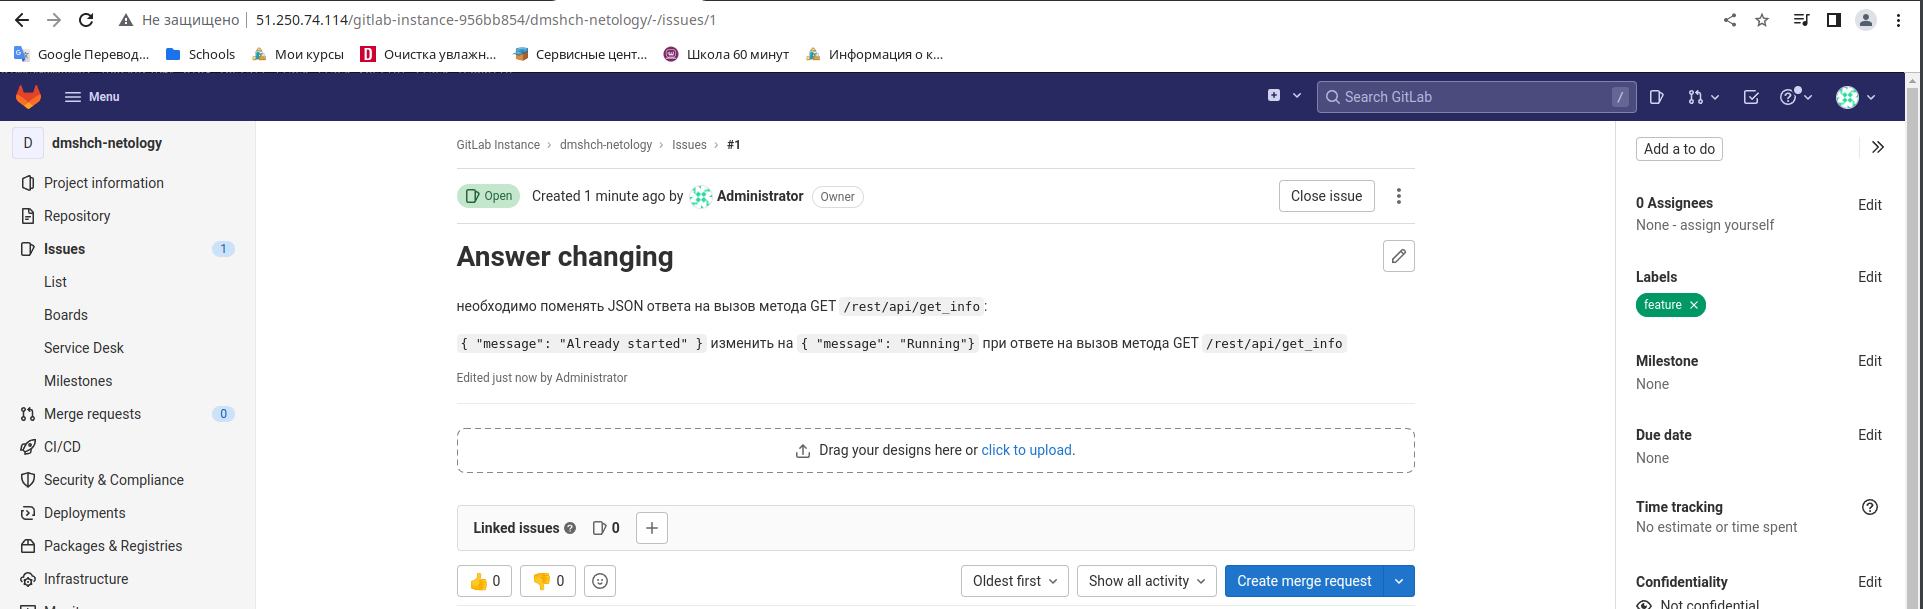 Не защищено 51.250.74.114/gitlab-instance-956bb854/dmshch-netology/-/issues/1
Google Перевод... Schools Мои курсы Очистка увлажн... Сервисные цент... Школа 60 минут Информация о к...
Menu Search GitLab /
D dmshch-netology
Project information
Repository
Issues 1
List
Boards
Service Desk
Milestones
Merge requests 0
CI/CD
Security & Compliance
Deployments
Packages & Registries
Infrastructure
GitLab Instance › dmshch-netology › Issues › #1
Open Created 1 minute ago by Administrator Owner Close issue
Answer changing
необходимо поменять JSON ответа на вызов метода GET /rest/api/get_info:
{ "message": "Already started" } изменить на { "message": "Running"} при ответе на вызов метода GET /rest/api/get_info
Edited just now by Administrator
Drag your designs here or click to upload.
Linked issues 0
0 0 Oldest first Show all activity Create merge request
Add a to do
0 Assignees Edit
None - assign yourself
Labels Edit
feature
Milestone Edit
None
Due date Edit
None
Time tracking
No estimate or time spent
Confidentiality Edit
Not confidential